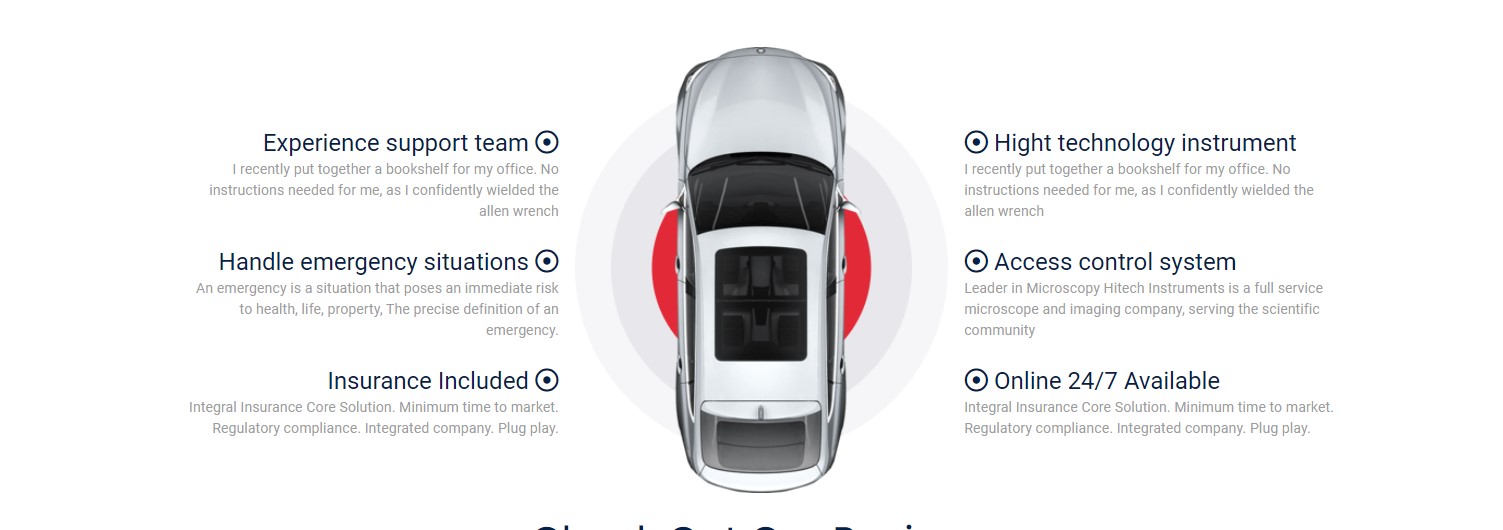 Experience support team
I recently put together a bookshelf for my office. No
instructions needed for me, as I confidently wielded the
allen wrench
Handle emergency situations
An emergency is a situation that poses an immediate risk
to health, life, property, The precise definition of an
emergency.
Insurance Included
Integral Insurance Core Solution. Minimum time to market.
Regulatory compliance. Integrated company. Plug play.
Hight technology instrument
I recently put together a bookshelf for my office. No
instructions needed for me, as I confidently wielded the
allen wrench
Access control system
Leader in Microscopy Hitech Instruments is a full service
microscope and imaging company, serving the scientific
community
Online 24/7 Available
Integral Insurance Core Solution. Minimum time to market.
Regulatory compliance. Integrated company. Plug play.